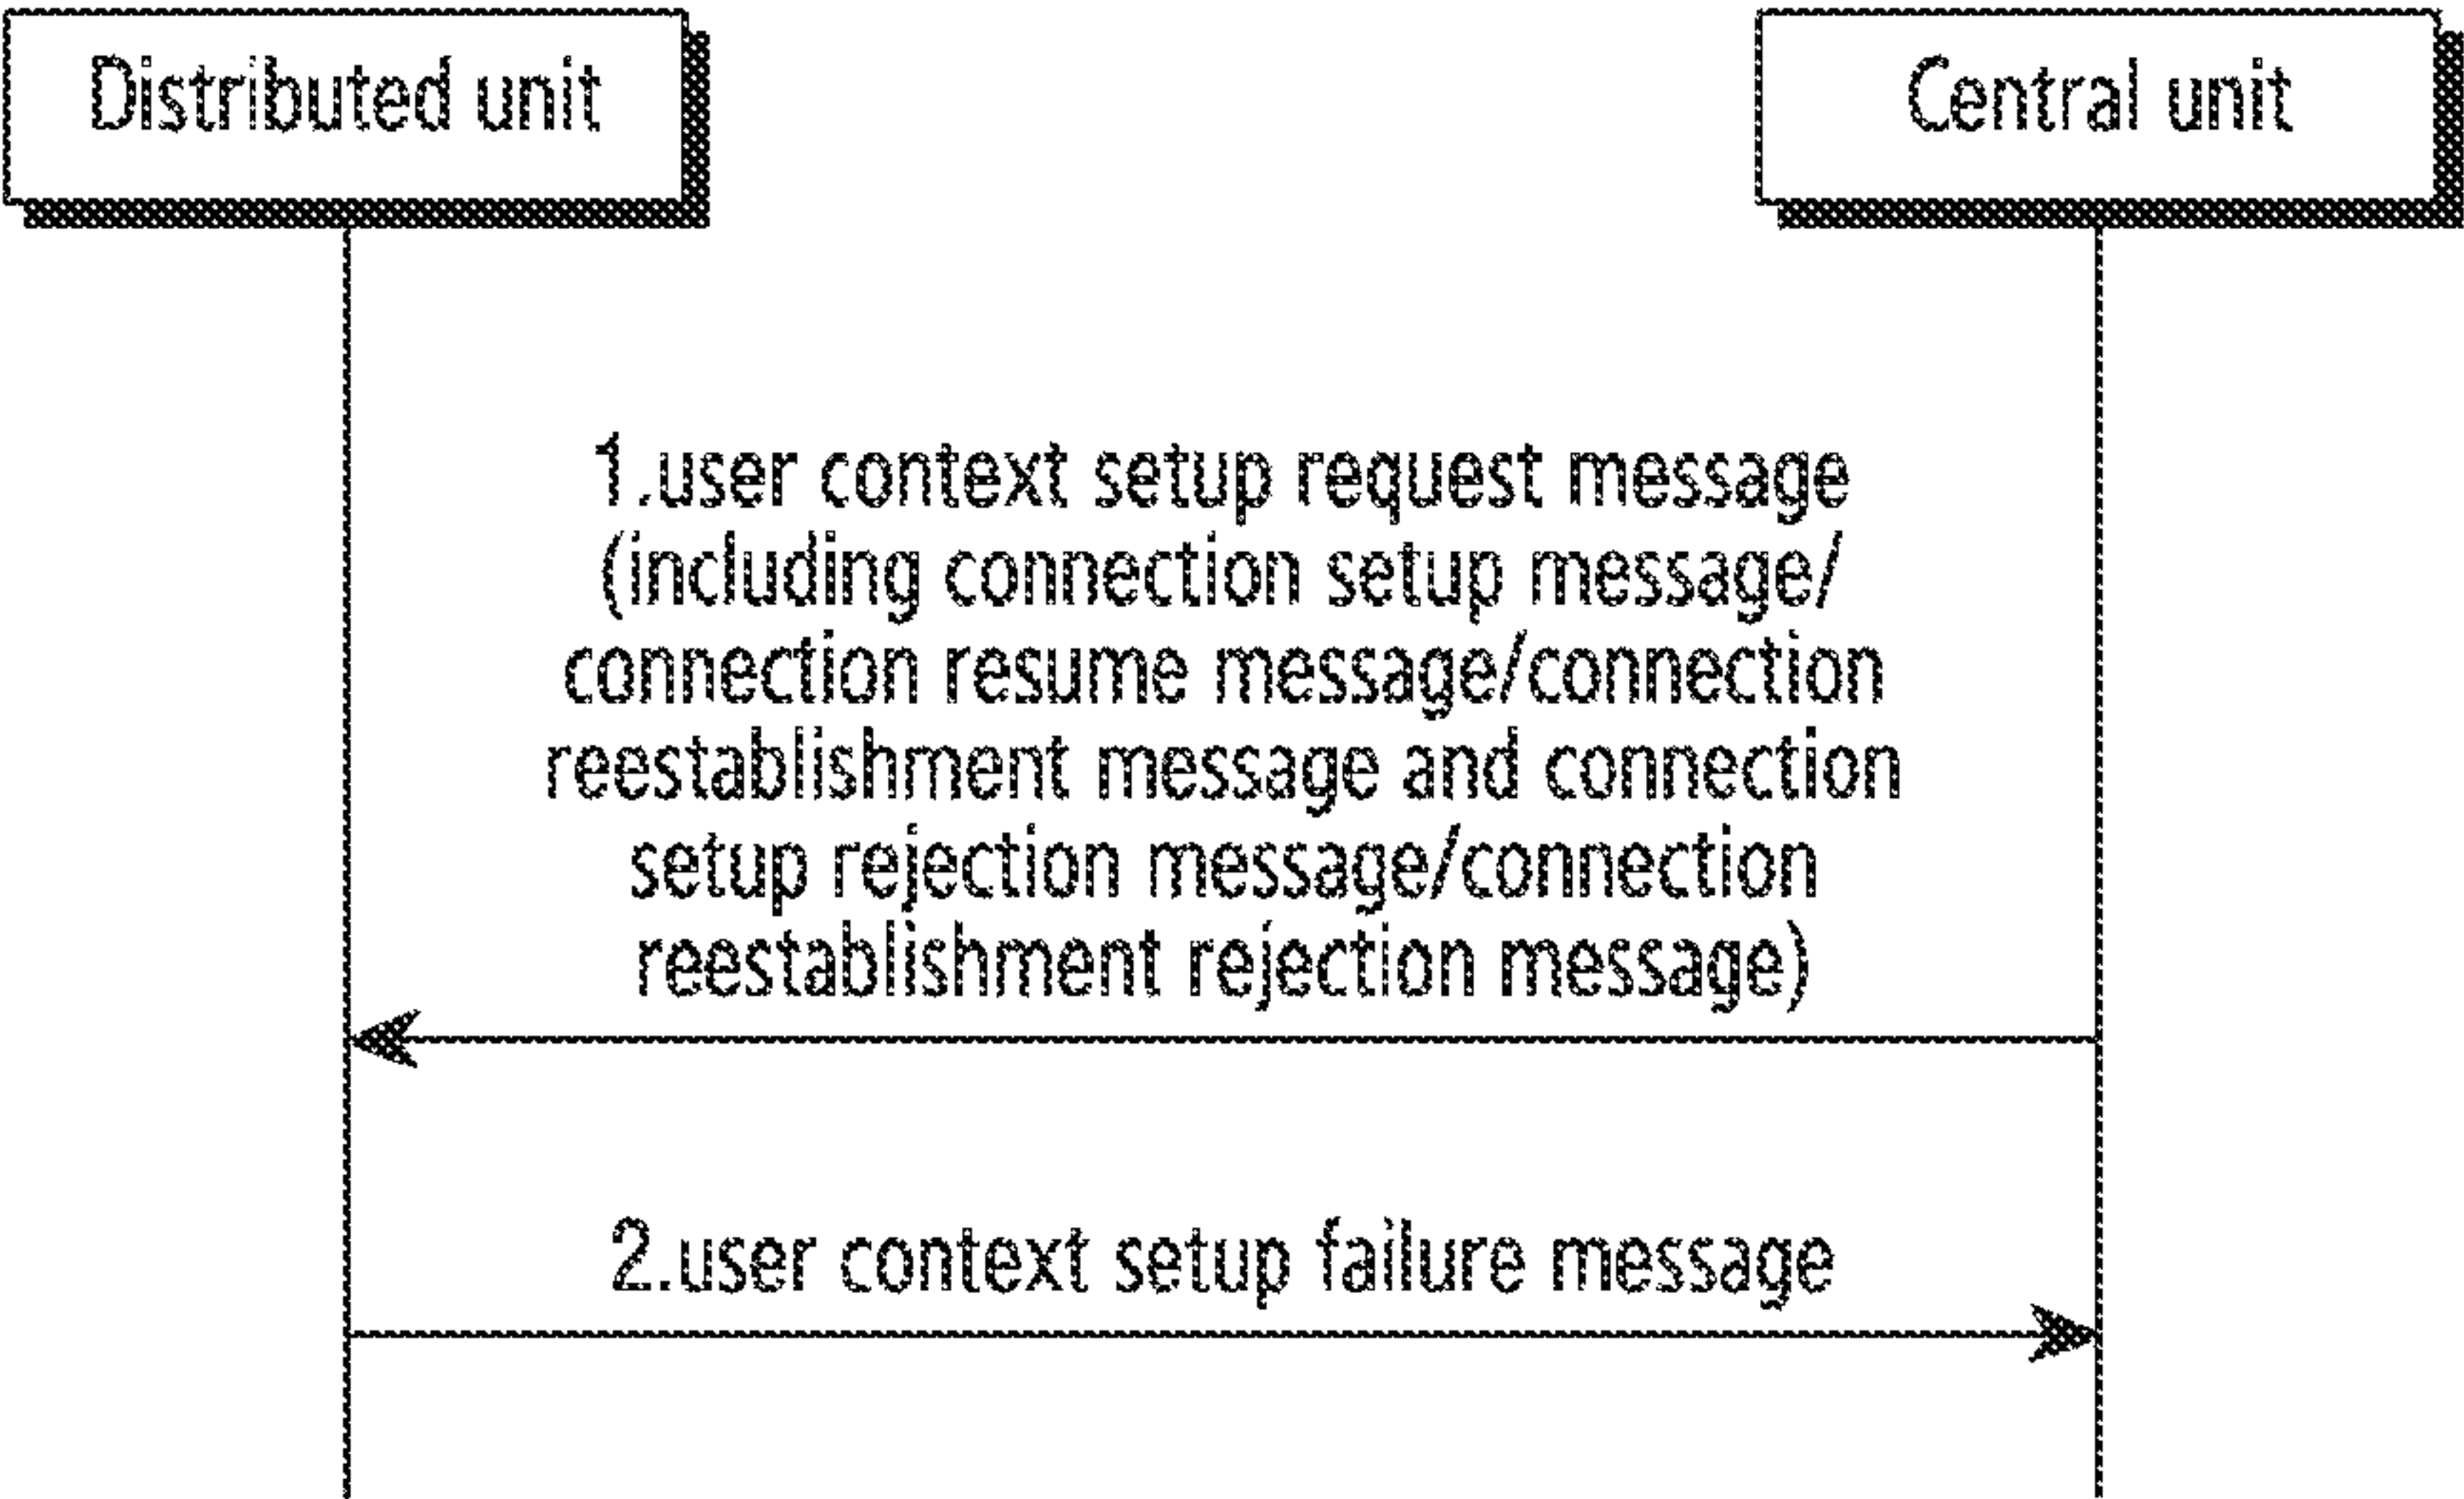 Distributed unit
Central unit
1.user context setup request message
(including connection setup message/
connection resume message/connection
reestablishment message and connection
setup rejection message/connection
reestablishment rejection message)
2.user context setup failure message